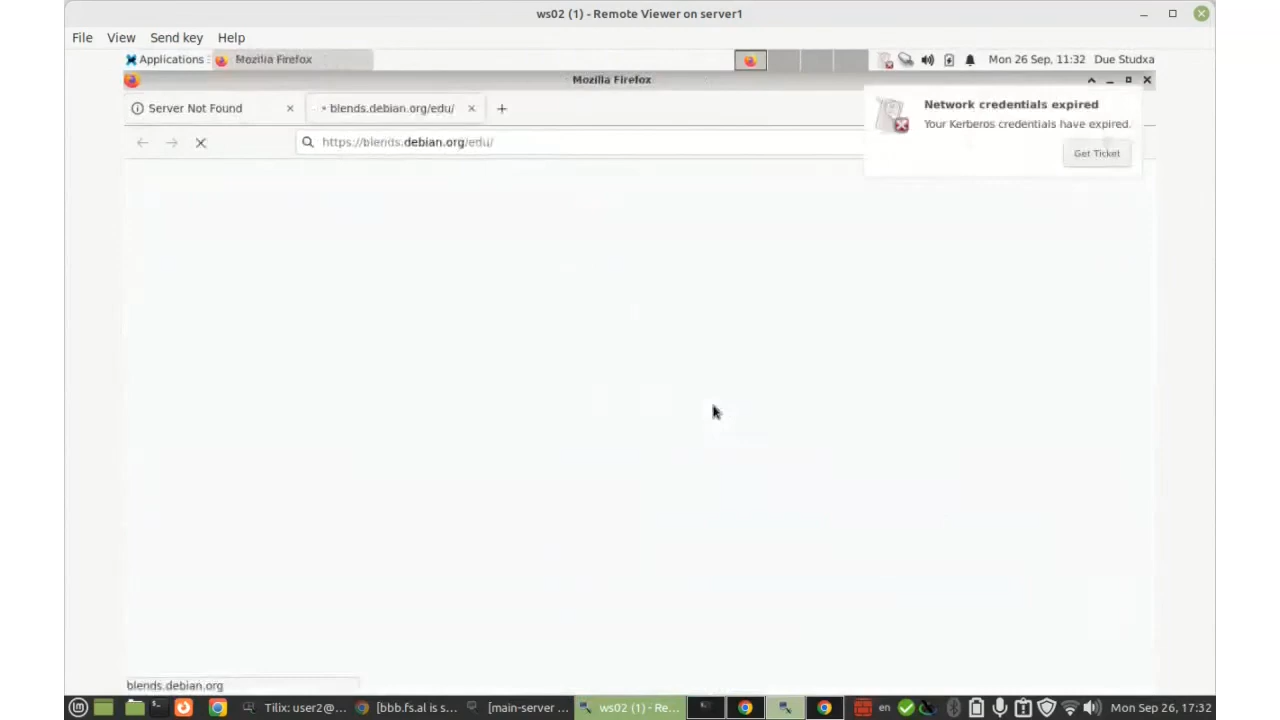 ws02 (1) - Remote Viewer on server1
File View Send key Help
Applications Mozilla Firefox Mon 26 Sep, 11:32 Due Studxa
Mozilla Firefox
Server Not Found blends.debian.org/edu/
https://blends.debian.org/edu/
Network credentials expired
Your Kerberos credentials have expired.
Get Ticket
blends.debian.org
Tilix: user2@... [bbb.fs.al is s... [main-server ... ws02 (1) - Re... en Mon Sep 26, 17:32